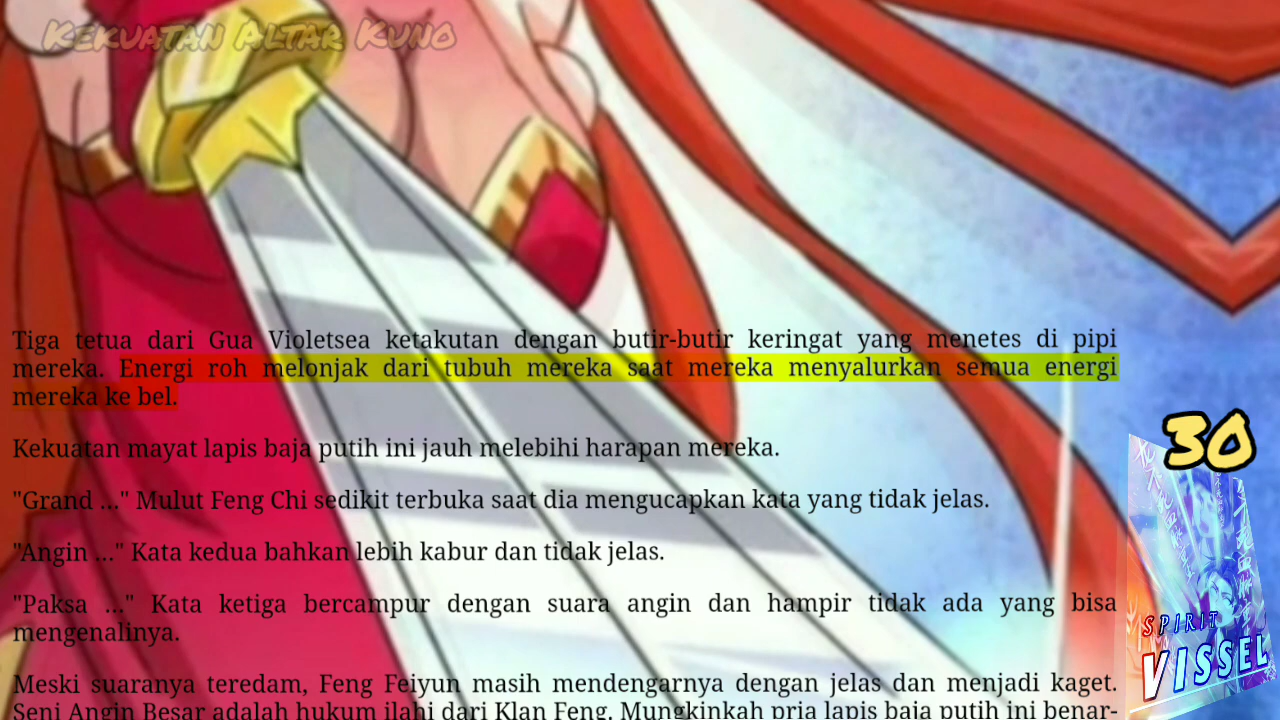 Kekuatan Altar Kuno
Tiga tetua dari Gua Violetsea ketakutan dengan butir-butir keringat yang menetes di pipi
mereka. Energi roh melonjak dari tubuh mereka saat mereka menyalurkan semua energi
mereka ke bel.
Kekuatan mayat lapis baja putih ini jauh melebihi harapan mereka.
"Grand ..." Mulut Feng Chi sedikit terbuka saat dia mengucapkan kata yang tidak jelas.
"Angin ..." Kata kedua bahkan lebih kabur dan tidak jelas.
"Paksa ..." Kata ketiga bercampur dengan suara angin dan hampir tidak ada yang bisa
mengenalinya.
Meski suaranya teredam, Feng Feiyun masih mendengarnya dengan jelas dan menjadi kaget.
Seni Angin Besar adalah hukum ilahi dari Klan Feng. Mungkinkah pria lapis baja putih ini benar-
30
SPIRIT
VISSEL